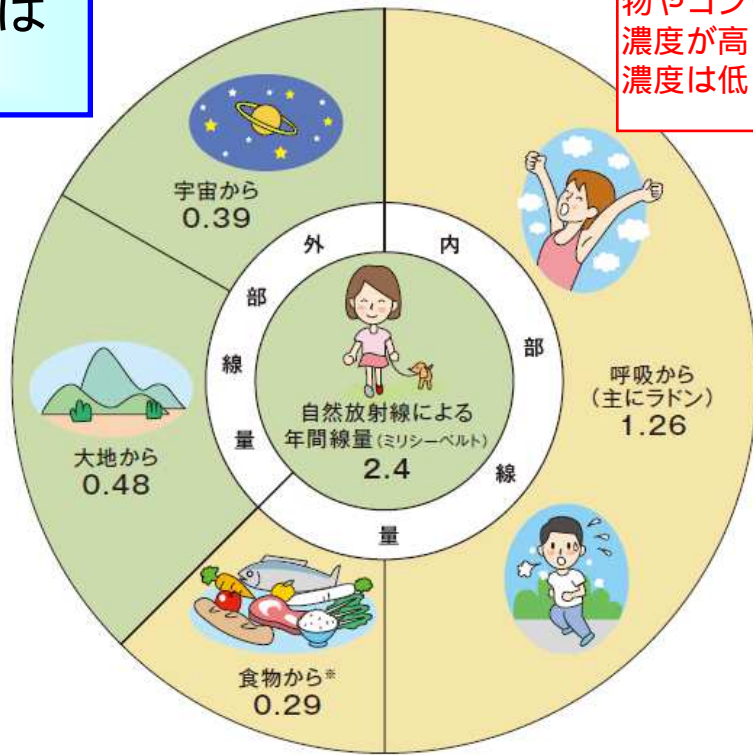 は
物やコン
濃度が高
濃度は低
宇宙から
0.39
外部線量
内部線量
大地から
0.48
自然放射線による
年間線量(ミリシーベルト)
2.4
呼吸から
(主にラドン)
1.26
食物から※
0.29